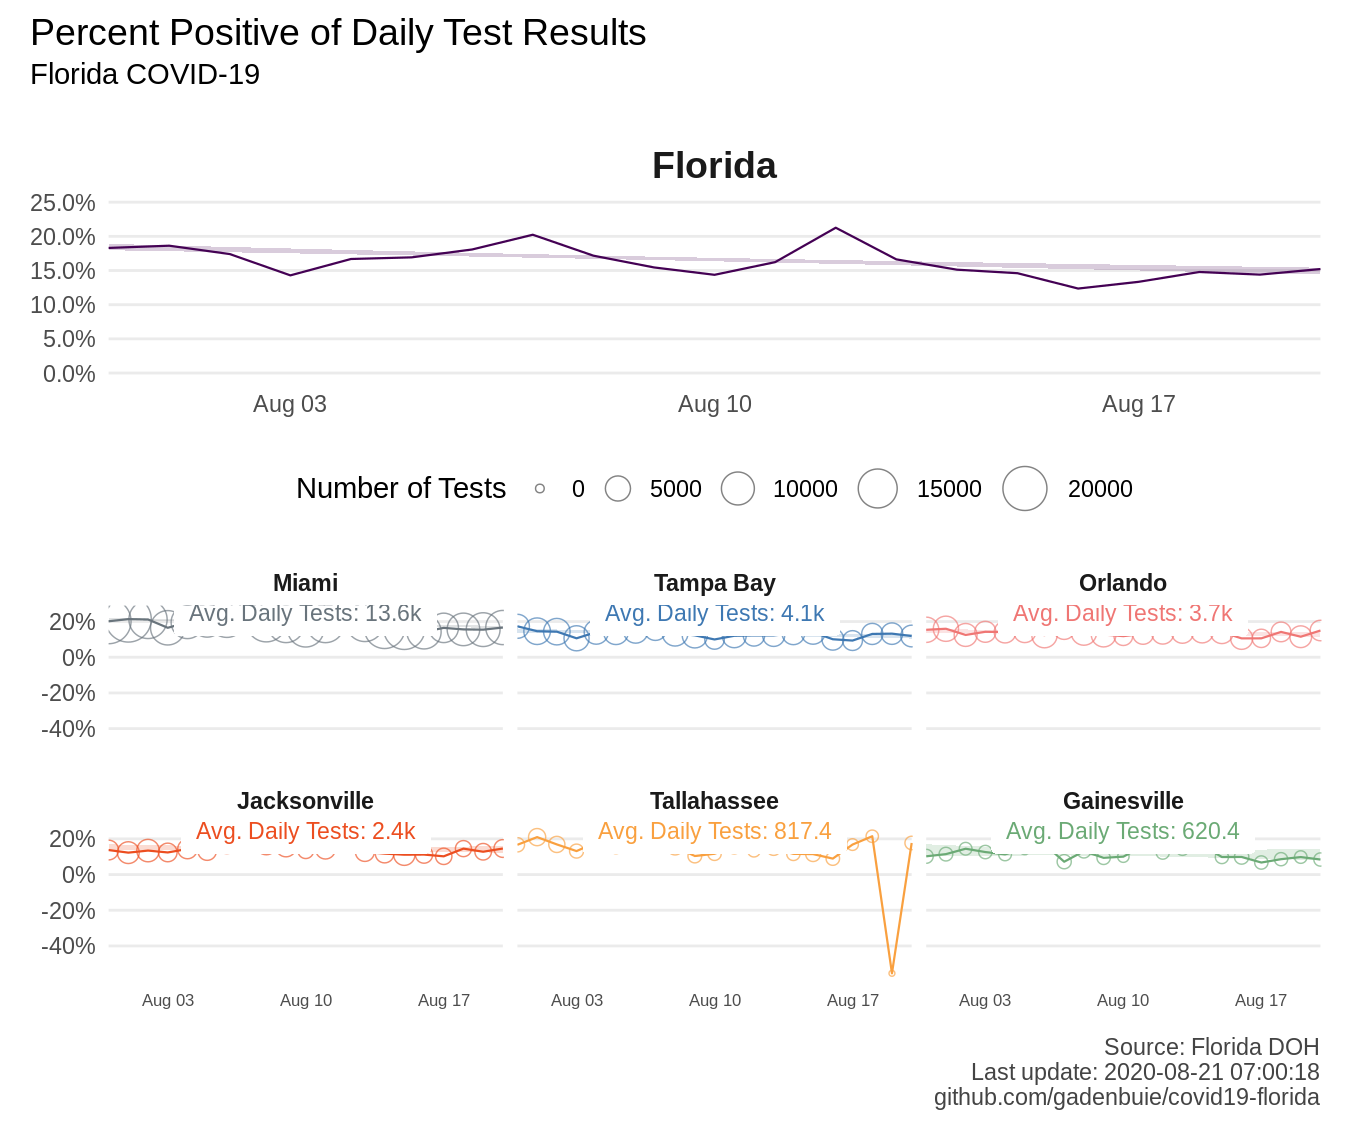 Percent Positive of Daily Test Results
Florida COVID-19
Florida
25.0%
20.0%
15.0%
10.0%
5.0%
0.0%
Aug 03 Aug 10 Aug 17
Number of Tests 0 5000 10000 15000 20000
Miami Tampa Bay Orlando
Avg. Daily Tests: 13.6k Avg. Daily Tests: 4.1k Avg. Daily Tests: 3.7k
20%
0%
-20%
-40%
Jacksonville Tallahassee Gainesville
Avg. Daily Tests: 2.4k Avg. Daily Tests: 817.4 Avg. Daily Tests: 620.4
20%
0%
-20%
-40%
Aug 03 Aug 10 Aug 17 Aug 03 Aug 10 Aug 17 Aug 03 Aug 10 Aug 17
Source: Florida DOH
Last update: 2020-08-21 07:00:18
github.com/gadenbuie/covid19-florida